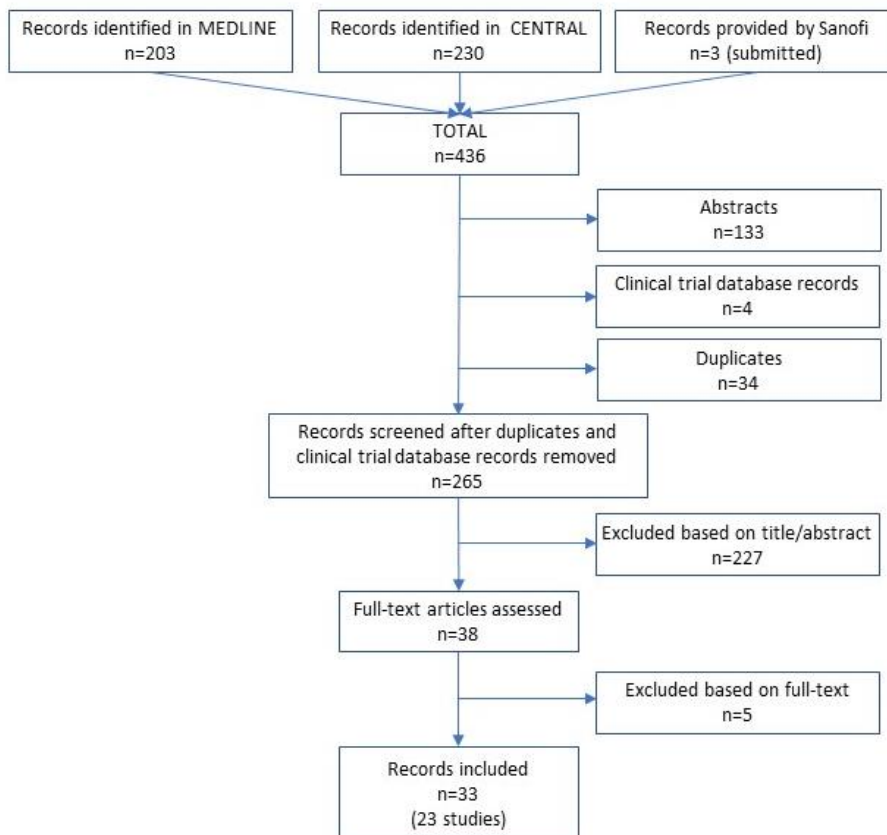 Records identified in MEDLINE
n=203
Records identified in CENTRAL
n=230
Records provided by Sanofi
n=3 (submitted)
TOTAL
n=436
Abstracts
n=133
Clinical trial database records
n=4
Duplicates
n=34
Records screened after duplicates and
clinical trial database records removed
n=265
Excluded based on title/abstract
n=227
Full-text articles assessed
n=38
Excluded based on full-text
n=5
Records included
n=33
(23 studies)